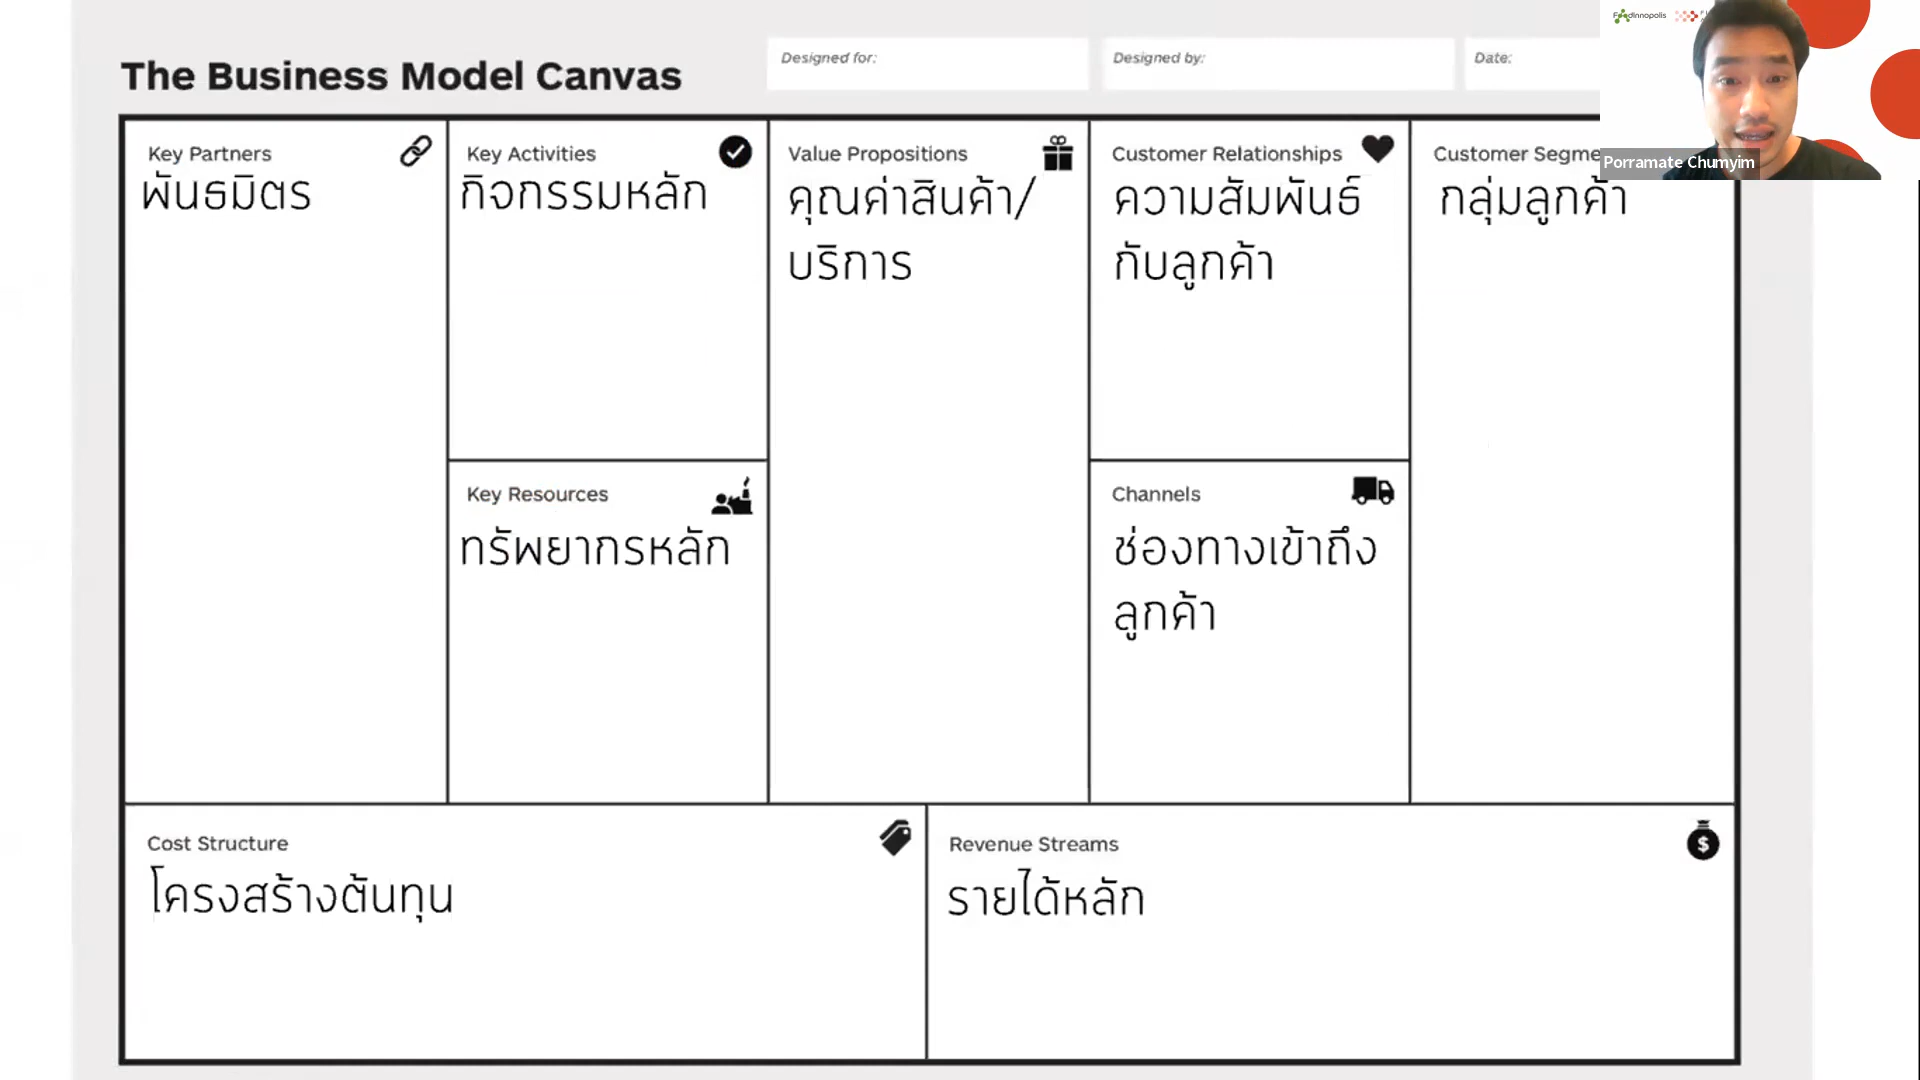 The Business Model Canvas
Designed for:
Designed by:
Date:
Foodinnopolis
Porramate Chumyim
Key Partners
พันธมิตร
Key Activities
กิจกรรมหลัก
Key Resources
ทรัพยากรหลัก
Value Propositions
คุณค่าสินค้า/
บริการ
Customer Relationships
ความสัมพันธ์
กับลูกค้า
Channels
ช่องทางเข้าถึง
ลูกค้า
Customer
กลุ่มลูกค้า
Cost Structure
โครงสร้างต้นทุน
Revenue Streams
รายได้หลัก